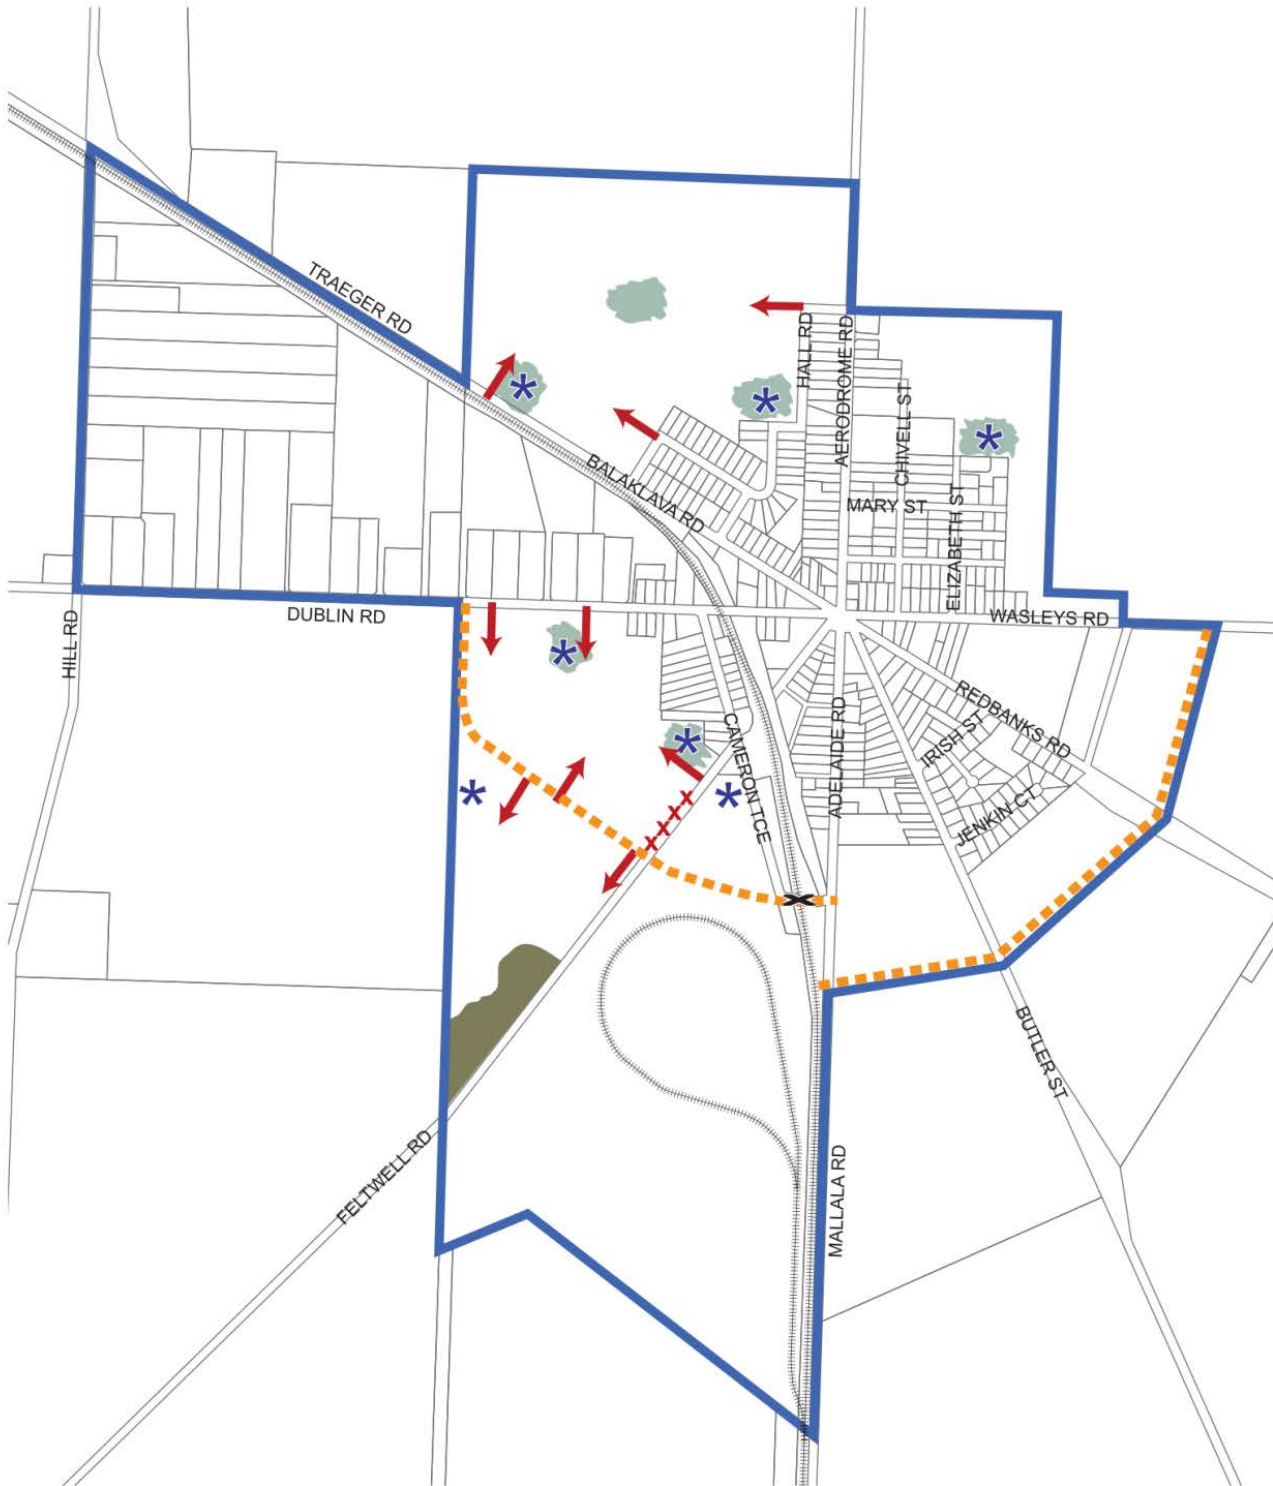 TRAEGER RD
HALL RD
AERODROME RD
CHIVELL ST
BALAKLAVA RD
MARY ST
ELIZABETH ST
DUBLIN RD
WASLEYS RD
HILL RD
REDBANKS RD
CAMERON TCE
ADELAIDE RD
IRISH ST
JENKIN CT
x
x
x
x
BUTLER ST
FELTWELL RD
MALLALA RD